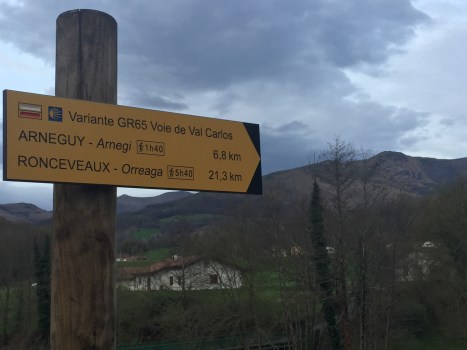 Variante GR65 Voie de Val Carlos
ARNEGUY - Arnegi 1h40 6,8 km
RONCEVEAUX - Orreaga 5h40 21,3 km